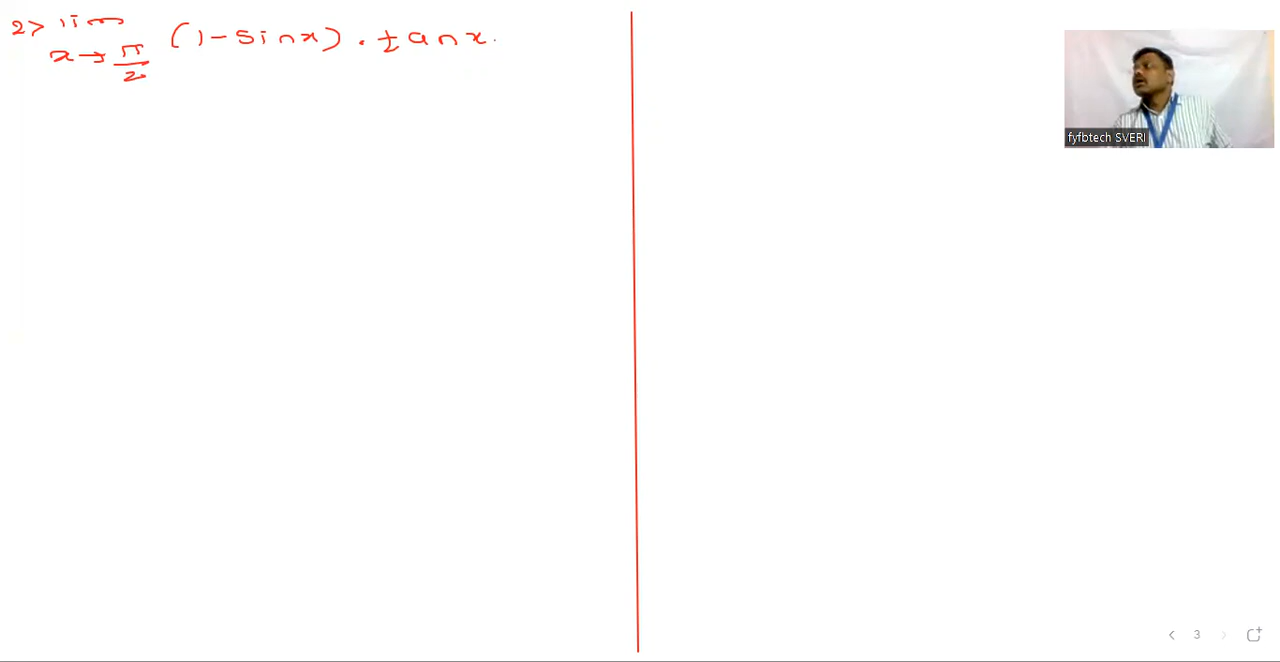 2> lim (1-sinx) . tanx.
x→π/2
fyfbtech SVERI
3